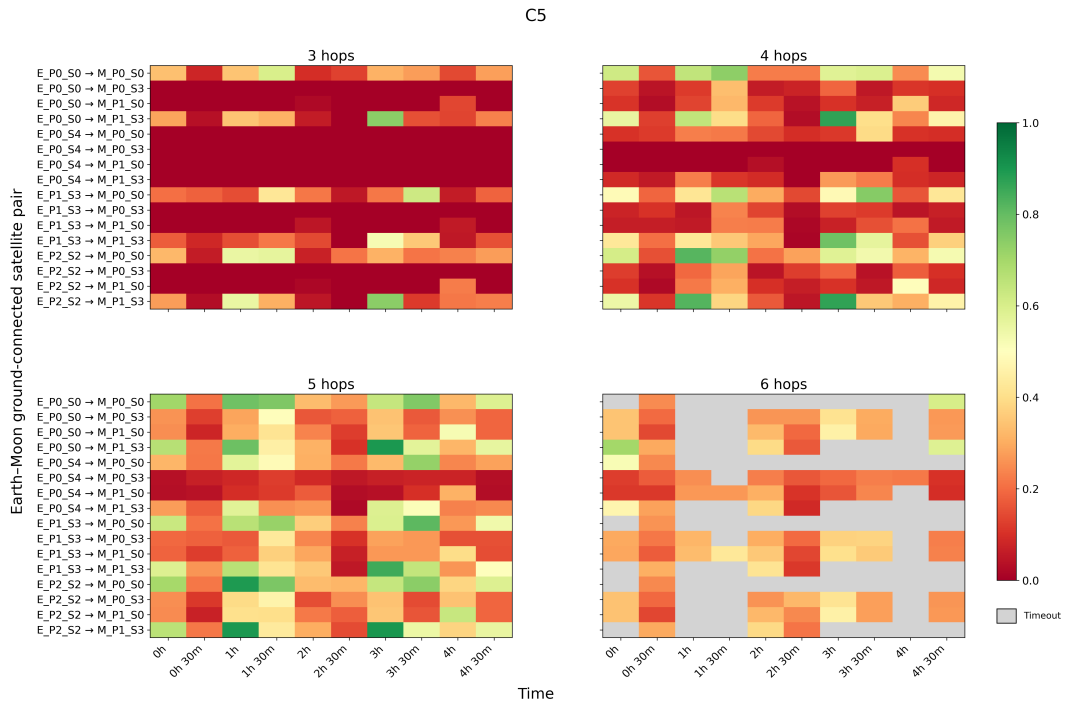 C5
3 hops
4 hops
E_P0_S0 → M_P0_S0
E_P0_S0 → M_P0_S3
E_P0_S0 → M_P1_S0
E_P0_S0 → M_P1_S3
E_P0_S4 → M_P0_S0
E_P0_S4 → M_P0_S3
E_P0_S4 → M_P1_S0
E_P0_S4 → M_P1_S3
E_P1_S3 → M_P0_S0
E_P1_S3 → M_P0_S3
E_P1_S3 → M_P1_S0
E_P1_S3 → M_P1_S3
E_P2_S2 → M_P0_S0
E_P2_S2 → M_P0_S3
E_P2_S2 → M_P1_S0
E_P2_S2 → M_P1_S3
Earth–Moon ground-connected satellite pair
5 hops
6 hops
E_P0_S0 → M_P0_S0
E_P0_S0 → M_P0_S3
E_P0_S0 → M_P1_S0
E_P0_S0 → M_P1_S3
E_P0_S4 → M_P0_S0
E_P0_S4 → M_P0_S3
E_P0_S4 → M_P1_S0
E_P0_S4 → M_P1_S3
E_P1_S3 → M_P0_S0
E_P1_S3 → M_P0_S3
E_P1_S3 → M_P1_S0
E_P1_S3 → M_P1_S3
E_P2_S2 → M_P0_S0
E_P2_S2 → M_P0_S3
E_P2_S2 → M_P1_S0
E_P2_S2 → M_P1_S3
0h
0h 30m
1h
1h 30m
2h
2h 30m
3h
3h 30m
4h
4h 30m
0h
0h 30m
1h
1h 30m
2h
2h 30m
3h
3h 30m
4h
4h 30m
Time
1.0
0.8
0.6
0.4
0.2
0.0
Timeout